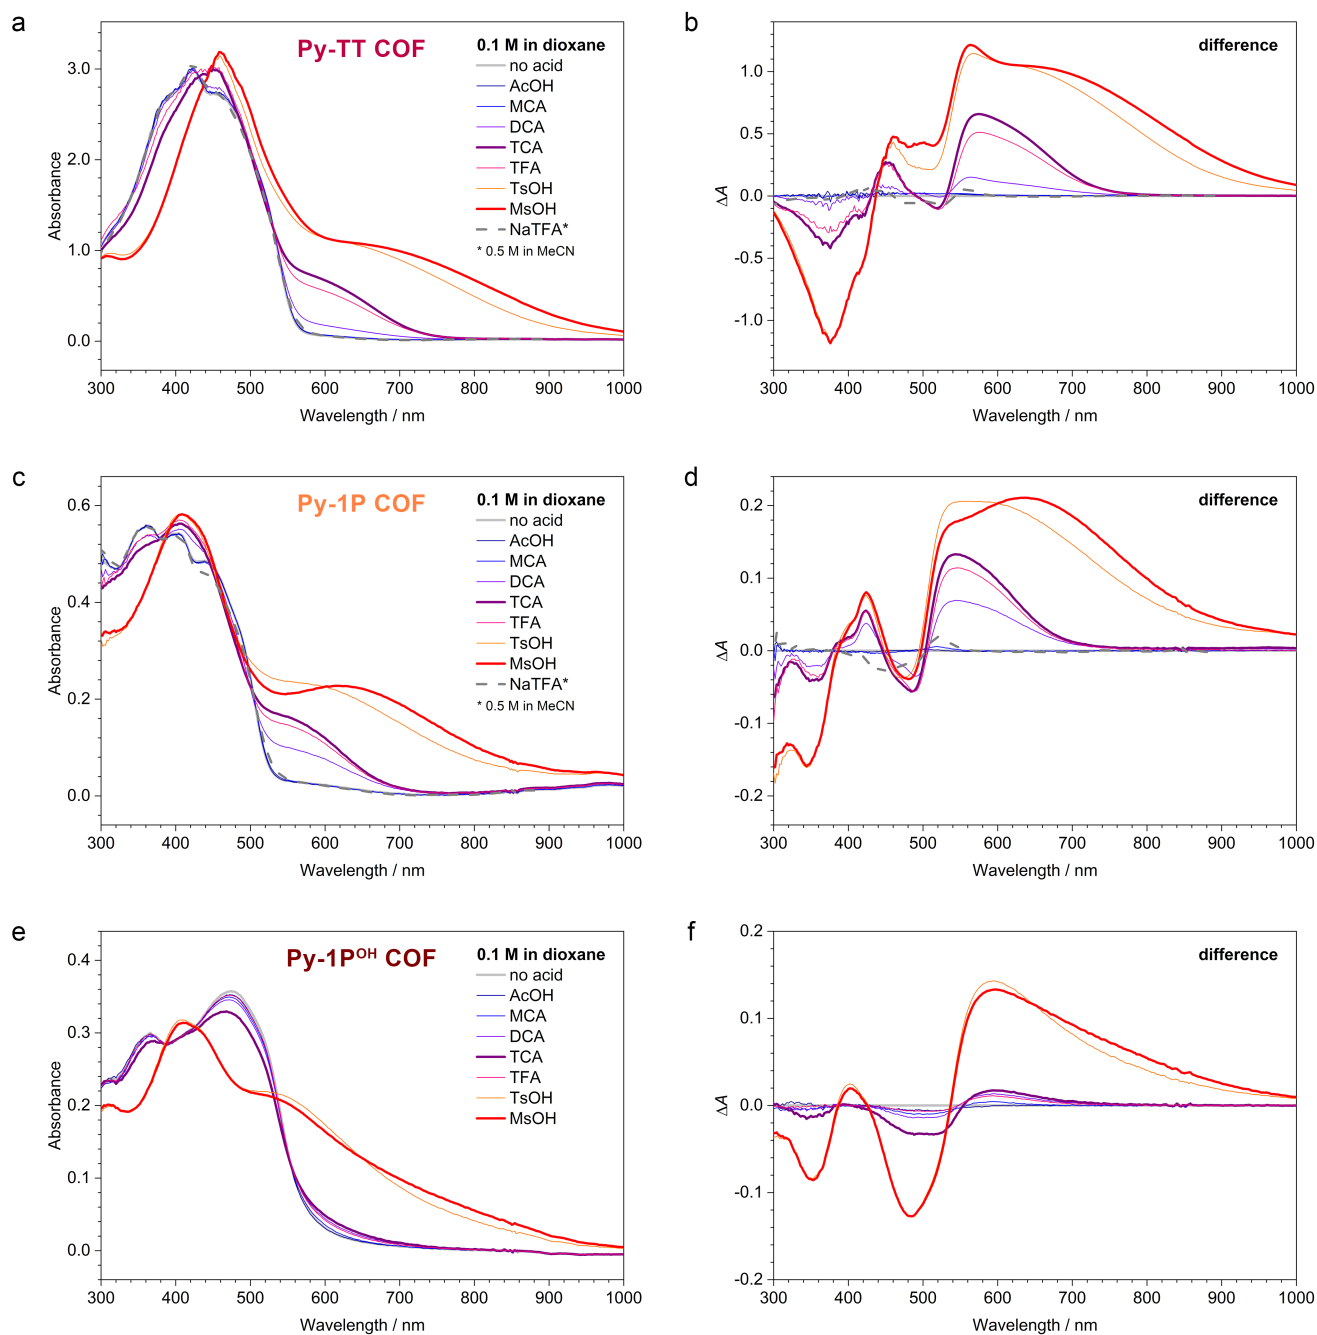 a
Py-TT COF
0.1 M in dioxane
no acid
AcOH
MCA
DCA
TCA
TFA
TsOH
MsOH
NaTFA*
* 0.5 M in MeCN
Absorbance
3.0
2.0
1.0
0.0
300 400 500 600 700 800 900 1000
Wavelength / nm
b
difference
ΔA
1.0
0.5
0.0
-0.5
-1.0
300 400 500 600 700 800 900 1000
Wavelength / nm
c
Py-1P COF
0.1 M in dioxane
no acid
AcOH
MCA
DCA
TCA
TFA
TsOH
MsOH
NaTFA*
* 0.5 M in MeCN
Absorbance
0.6
0.4
0.2
0.0
300 400 500 600 700 800 900 1000
Wavelength / nm
d
difference
ΔA
0.2
0.1
0.0
-0.1
-0.2
300 400 500 600 700 800 900 1000
Wavelength / nm
e
Py-1Pᴼᴴ COF
0.1 M in dioxane
no acid
AcOH
MCA
DCA
TCA
TFA
TsOH
MsOH
Absorbance
0.4
0.3
0.2
0.1
0.0
300 400 500 600 700 800 900 1000
Wavelength / nm
f
difference
ΔA
0.2
0.1
0.0
-0.1
-0.2
300 400 500 600 700 800 900 1000
Wavelength / nm